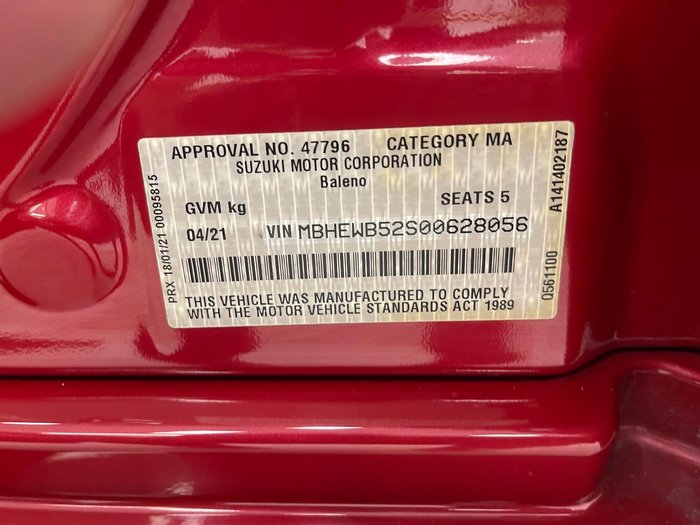 APPROVAL NO. 47796 CATEGORY MA
SUZUKI MOTOR CORPORATION
Baleno
GVM kg SEATS 5
04/21 VIN MBHEWB52S00628056
THIS VEHICLE WAS MANUFACTURED TO COMPLY
WITH THE MOTOR VEHICLE STANDARDS ACT 1989
PRX 18/01/21 00095815
Q561100 A141402187